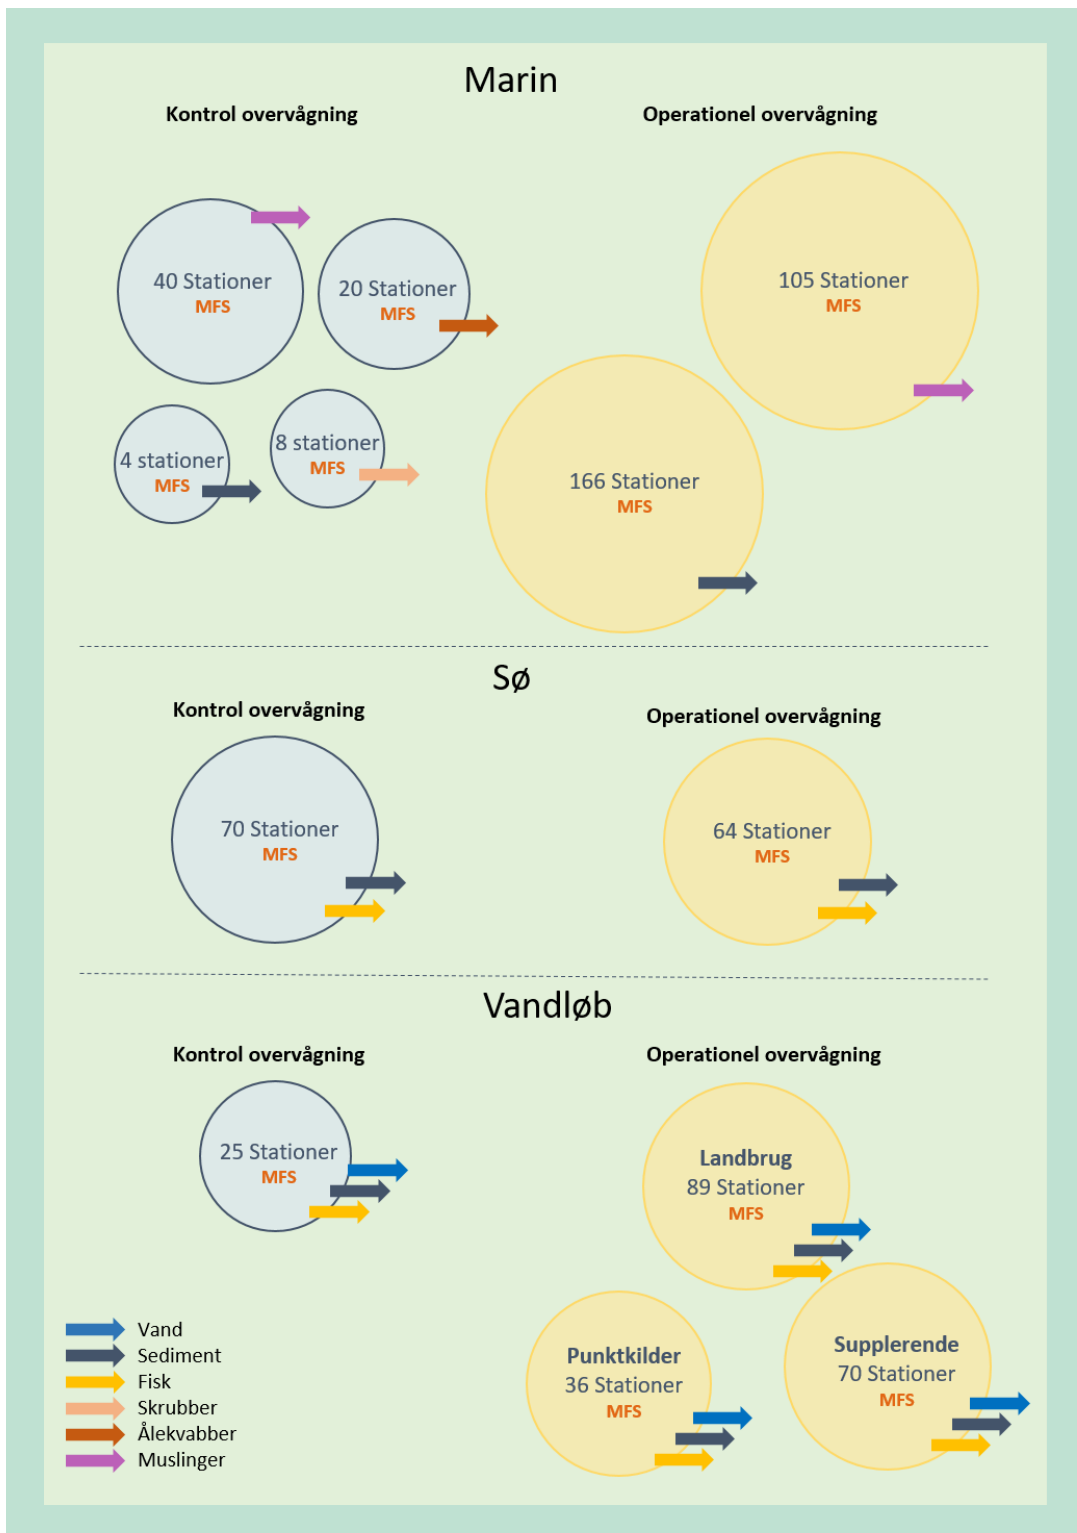 Marin
Kontrol overvågning
Operationel overvågning
40 Stationer
MFS
20 Stationer
MFS
105 Stationer
MFS
4 stationer
MFS
8 stationer
MFS
166 Stationer
MFS
Sø
Kontrol overvågning
Operationel overvågning
70 Stationer
MFS
64 Stationer
MFS
Vandløb
Kontrol overvågning
Operationel overvågning
25 Stationer
MFS
Landbrug
89 Stationer
MFS
Punktkilder
36 Stationer
MFS
Supplerende
70 Stationer
MFS
Vand
Sediment
Fisk
Skrubber
Ålekvabber
Muslinger